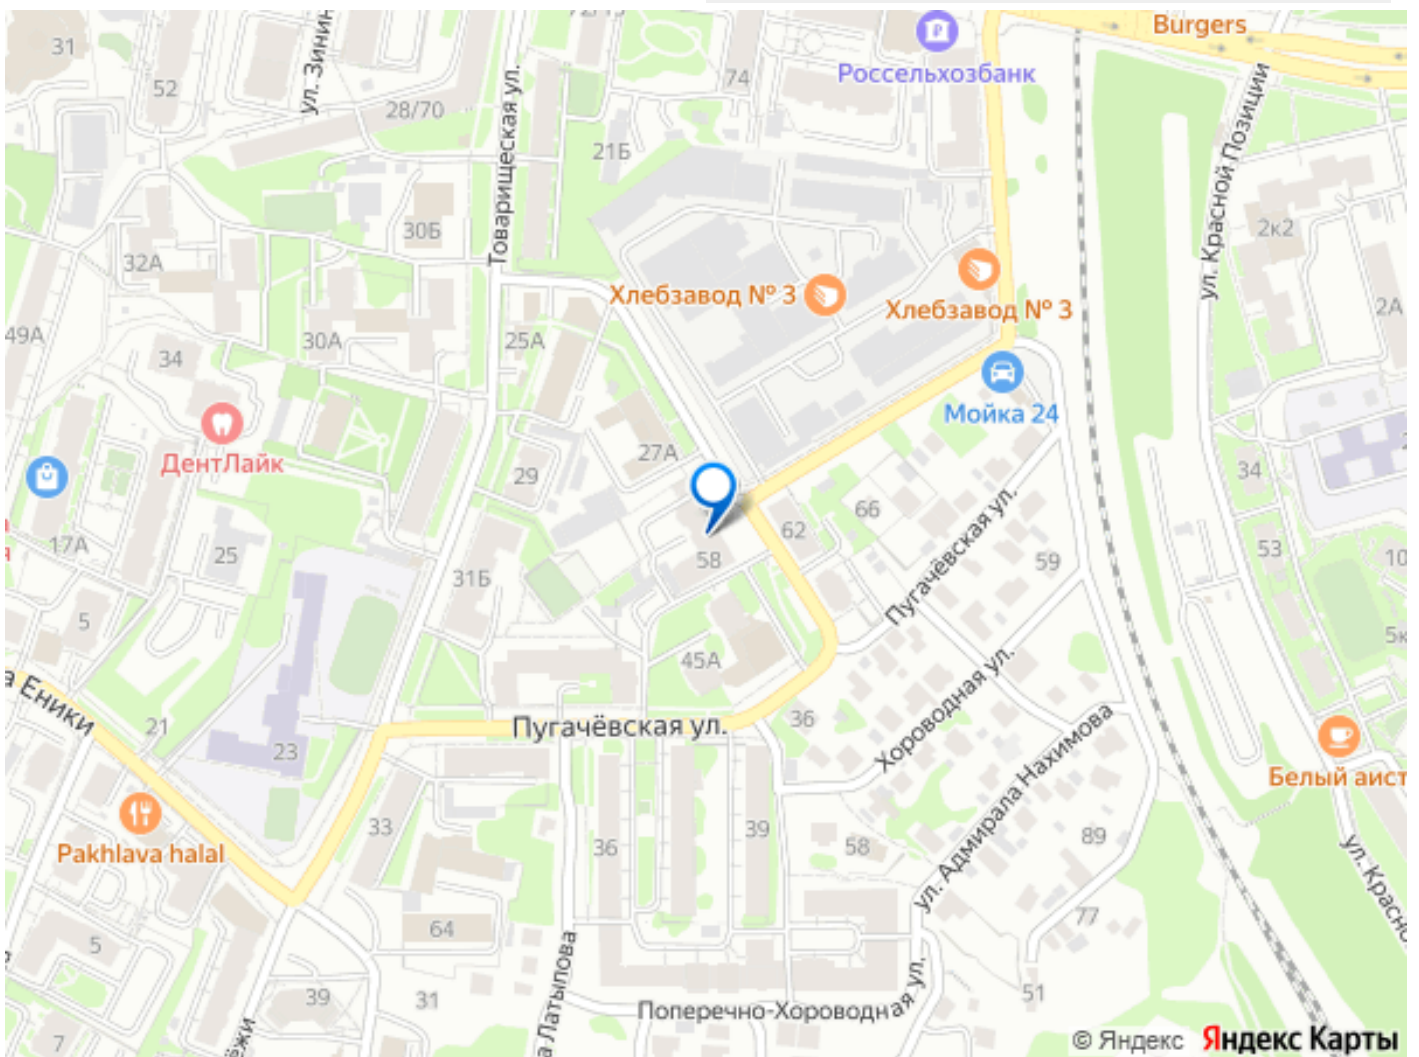 Burgers
31
ул. Зинин
74
Россельхозбанк
52
28/70
Товарищеская ул.
21Б
ул. Красной Позиции
2к2
30Б
32А
Хлебзавод № 3
Хлебзавод № 3
2А
49А
30А
25А
34
Мойка 24
ДентЛайк
27А
29
34
66
62
Пугачёвская ул.
17А
25
58
59
53
10
31Б
5
5к
45А
Хороводная ул.
а Еники
21
23
Пугачёвская ул.
36
ул. Адмирала Нахимова
Белый аист
33
36
39
58
89
Pakhlava halal
ул. Красно
77
64
5
39
31
а Латыпова
51
Поперечно-Хороводная ул.
7
ёжи
© Яндекс Яндекс Карты